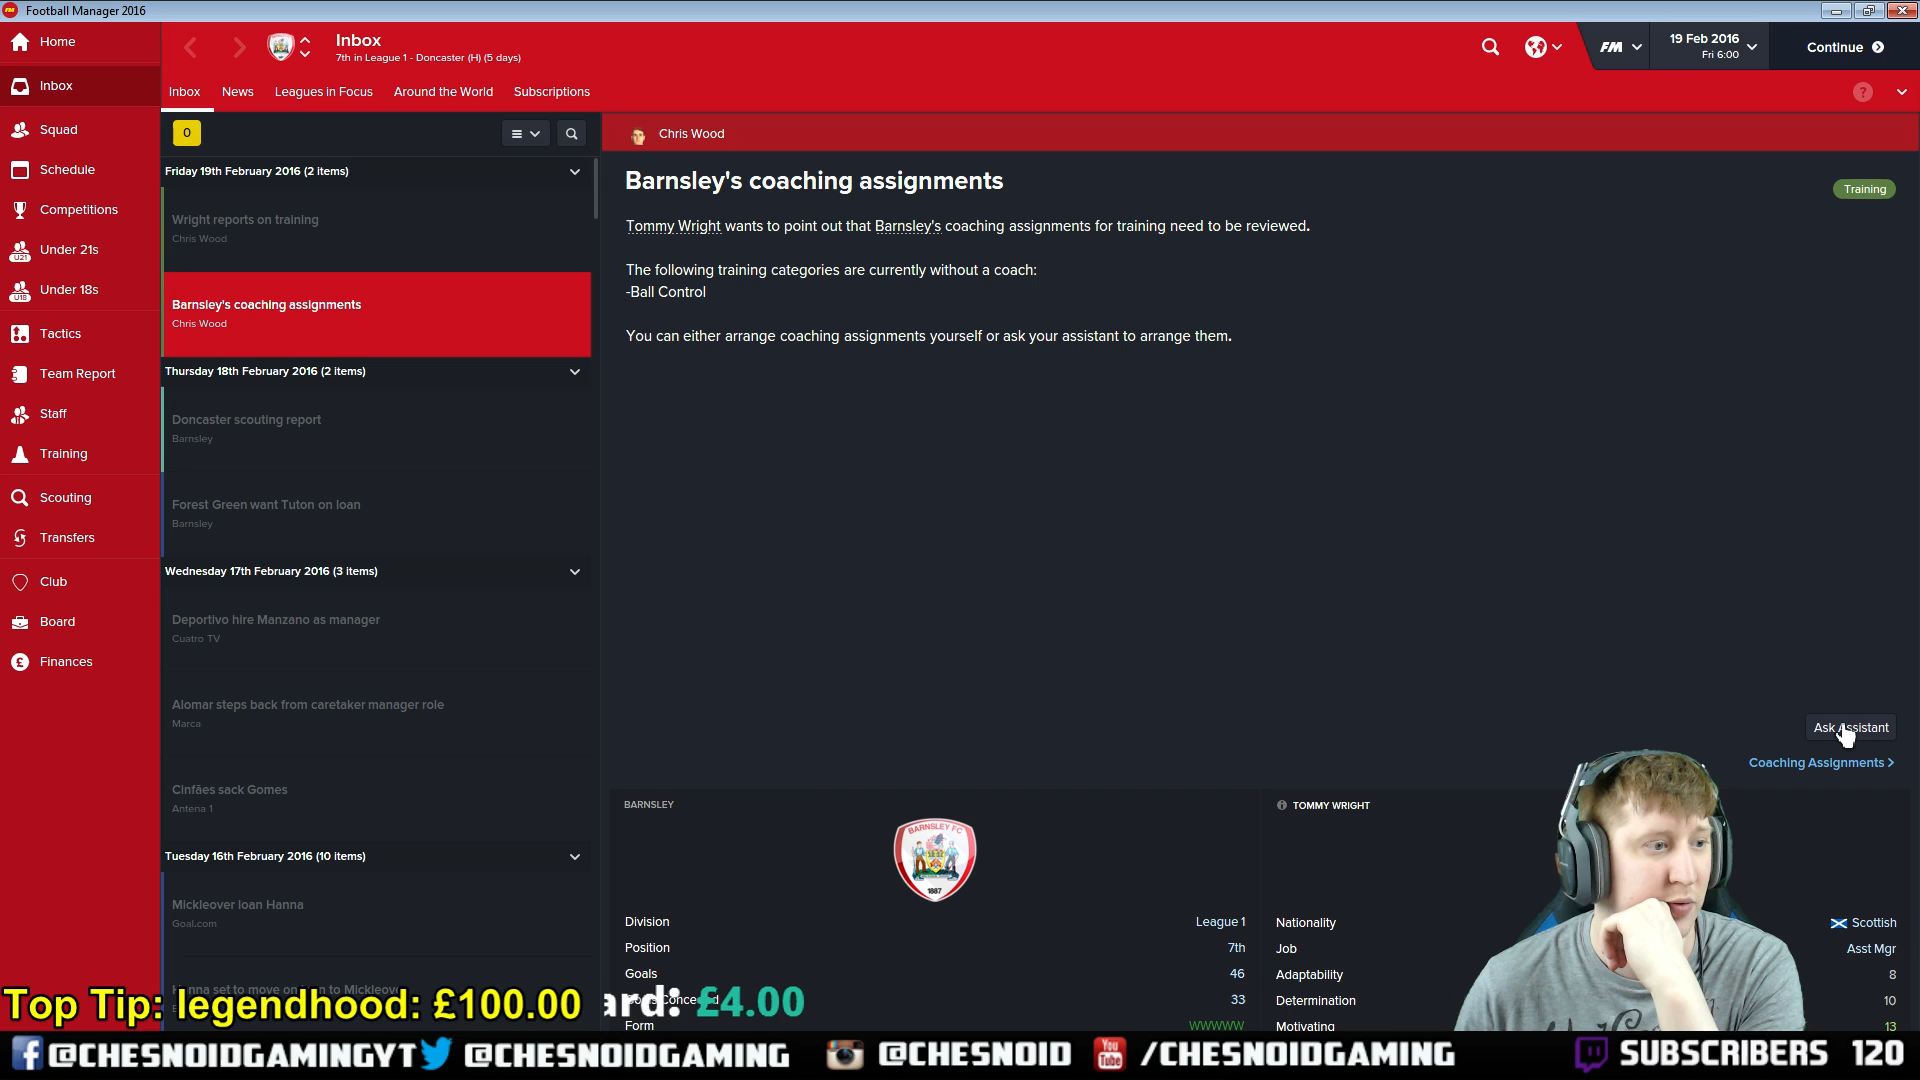 Football Manager 2016
Home
Inbox
Squad
Schedule
Competitions
Under 21s
Under 18s
Tactics
Team Report
Staff
Training
Scouting
Transfers
Club
Board
Finances
Inbox
7th in League 1 - Doncaster (H) (5 days)
FM
19 Feb 2016
Fri 6:00
Continue
Inbox News Leagues in Focus Around the World Subscriptions
0
Friday 19th February 2016 (2 items)
Wright reports on training
Chris Wood
Barnsley's coaching assignments
Chris Wood
Thursday 18th February 2016 (2 items)
Doncaster scouting report
Barnsley
Forest Green want Tuton on loan
Barnsley
Wednesday 17th February 2016 (3 items)
Deportivo hire Manzano as manager
Cuatro TV
Alomar steps back from caretaker manager role
Marca
Cinfães sack Gomes
Antena 1
Tuesday 16th February 2016 (10 items)
Mickleover loan Hanna
Goal.com
Chris Wood
Barnsley's coaching assignments
Training
Tommy Wright wants to point out that Barnsley's coaching assignments for training need to be reviewed.
The following training categories are currently without a coach:
-Ball Control
You can either arrange coaching assignments yourself or ask your assistant to arrange them.
Ask Assistant
Coaching Assignments >
BARNSLEY
BARNSLEY FC
1887
Division League 1
Position 7th
Goals 46
33
Form WWWWW
TOMMY WRIGHT
Nationality Scottish
Job Asst Mgr
Adaptability 8
Determination 10
Motivating 13
Top Tip: legendhood: £100.00
ard: £4.00
@CHESNOIDGAMINGYT @CHESNOIDGAMING @CHESNOID You Tube /CHESNOIDGAMING SUBSCRIBERS 120